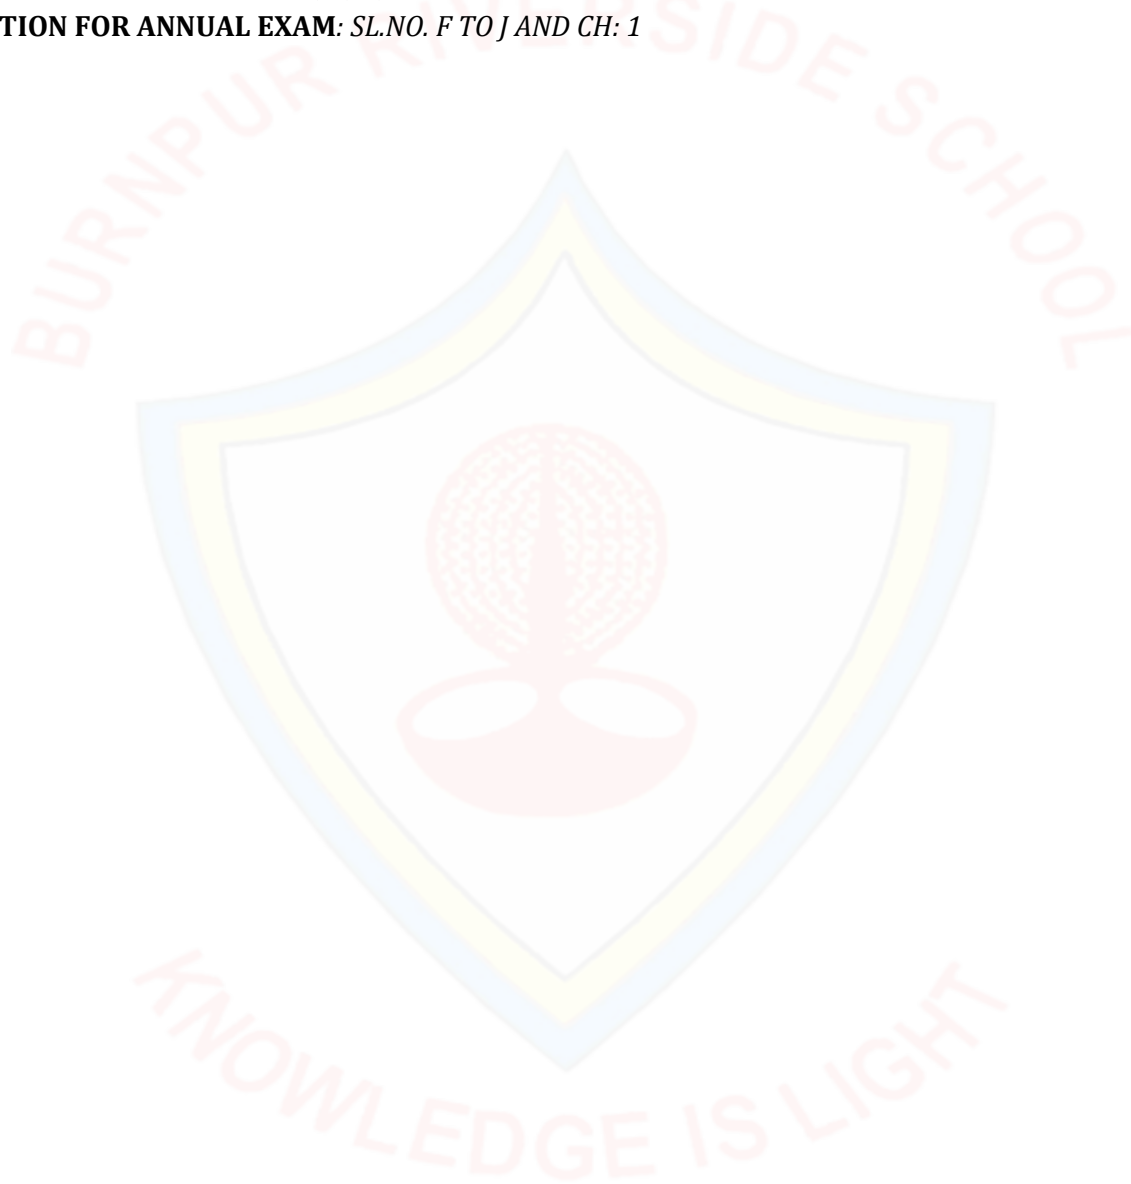 TION FOR ANNUAL EXAM: SL.NO. F TO J AND CH: 1
BURNPUR RIVERSIDE SCHOOL
KNOWLEDGE IS LIGHT